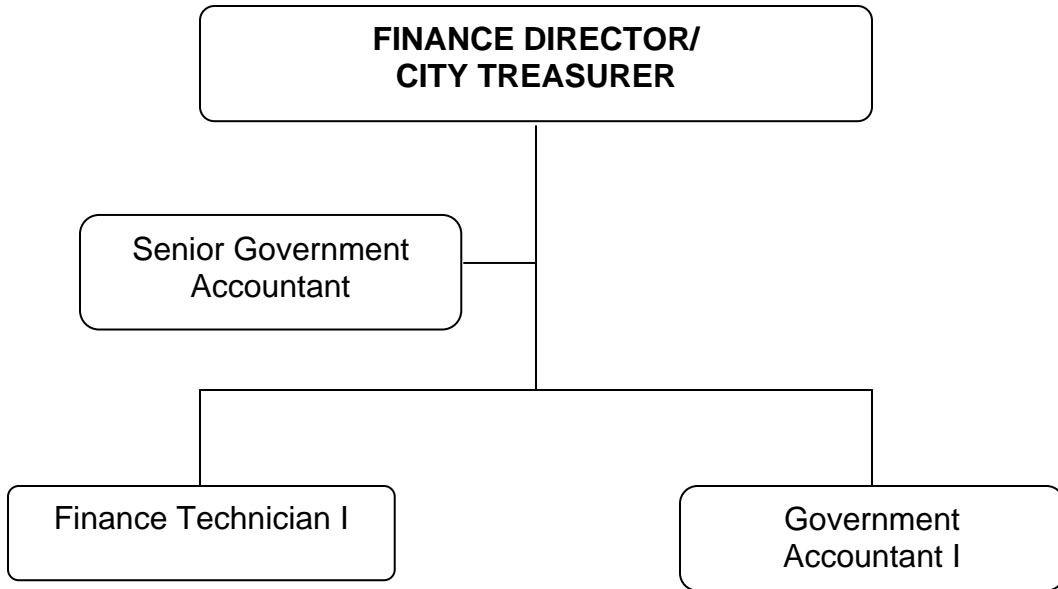 FINANCE DIRECTOR/
CITY TREASURER
Senior Government
Accountant
Finance Technician I
Government
Accountant I